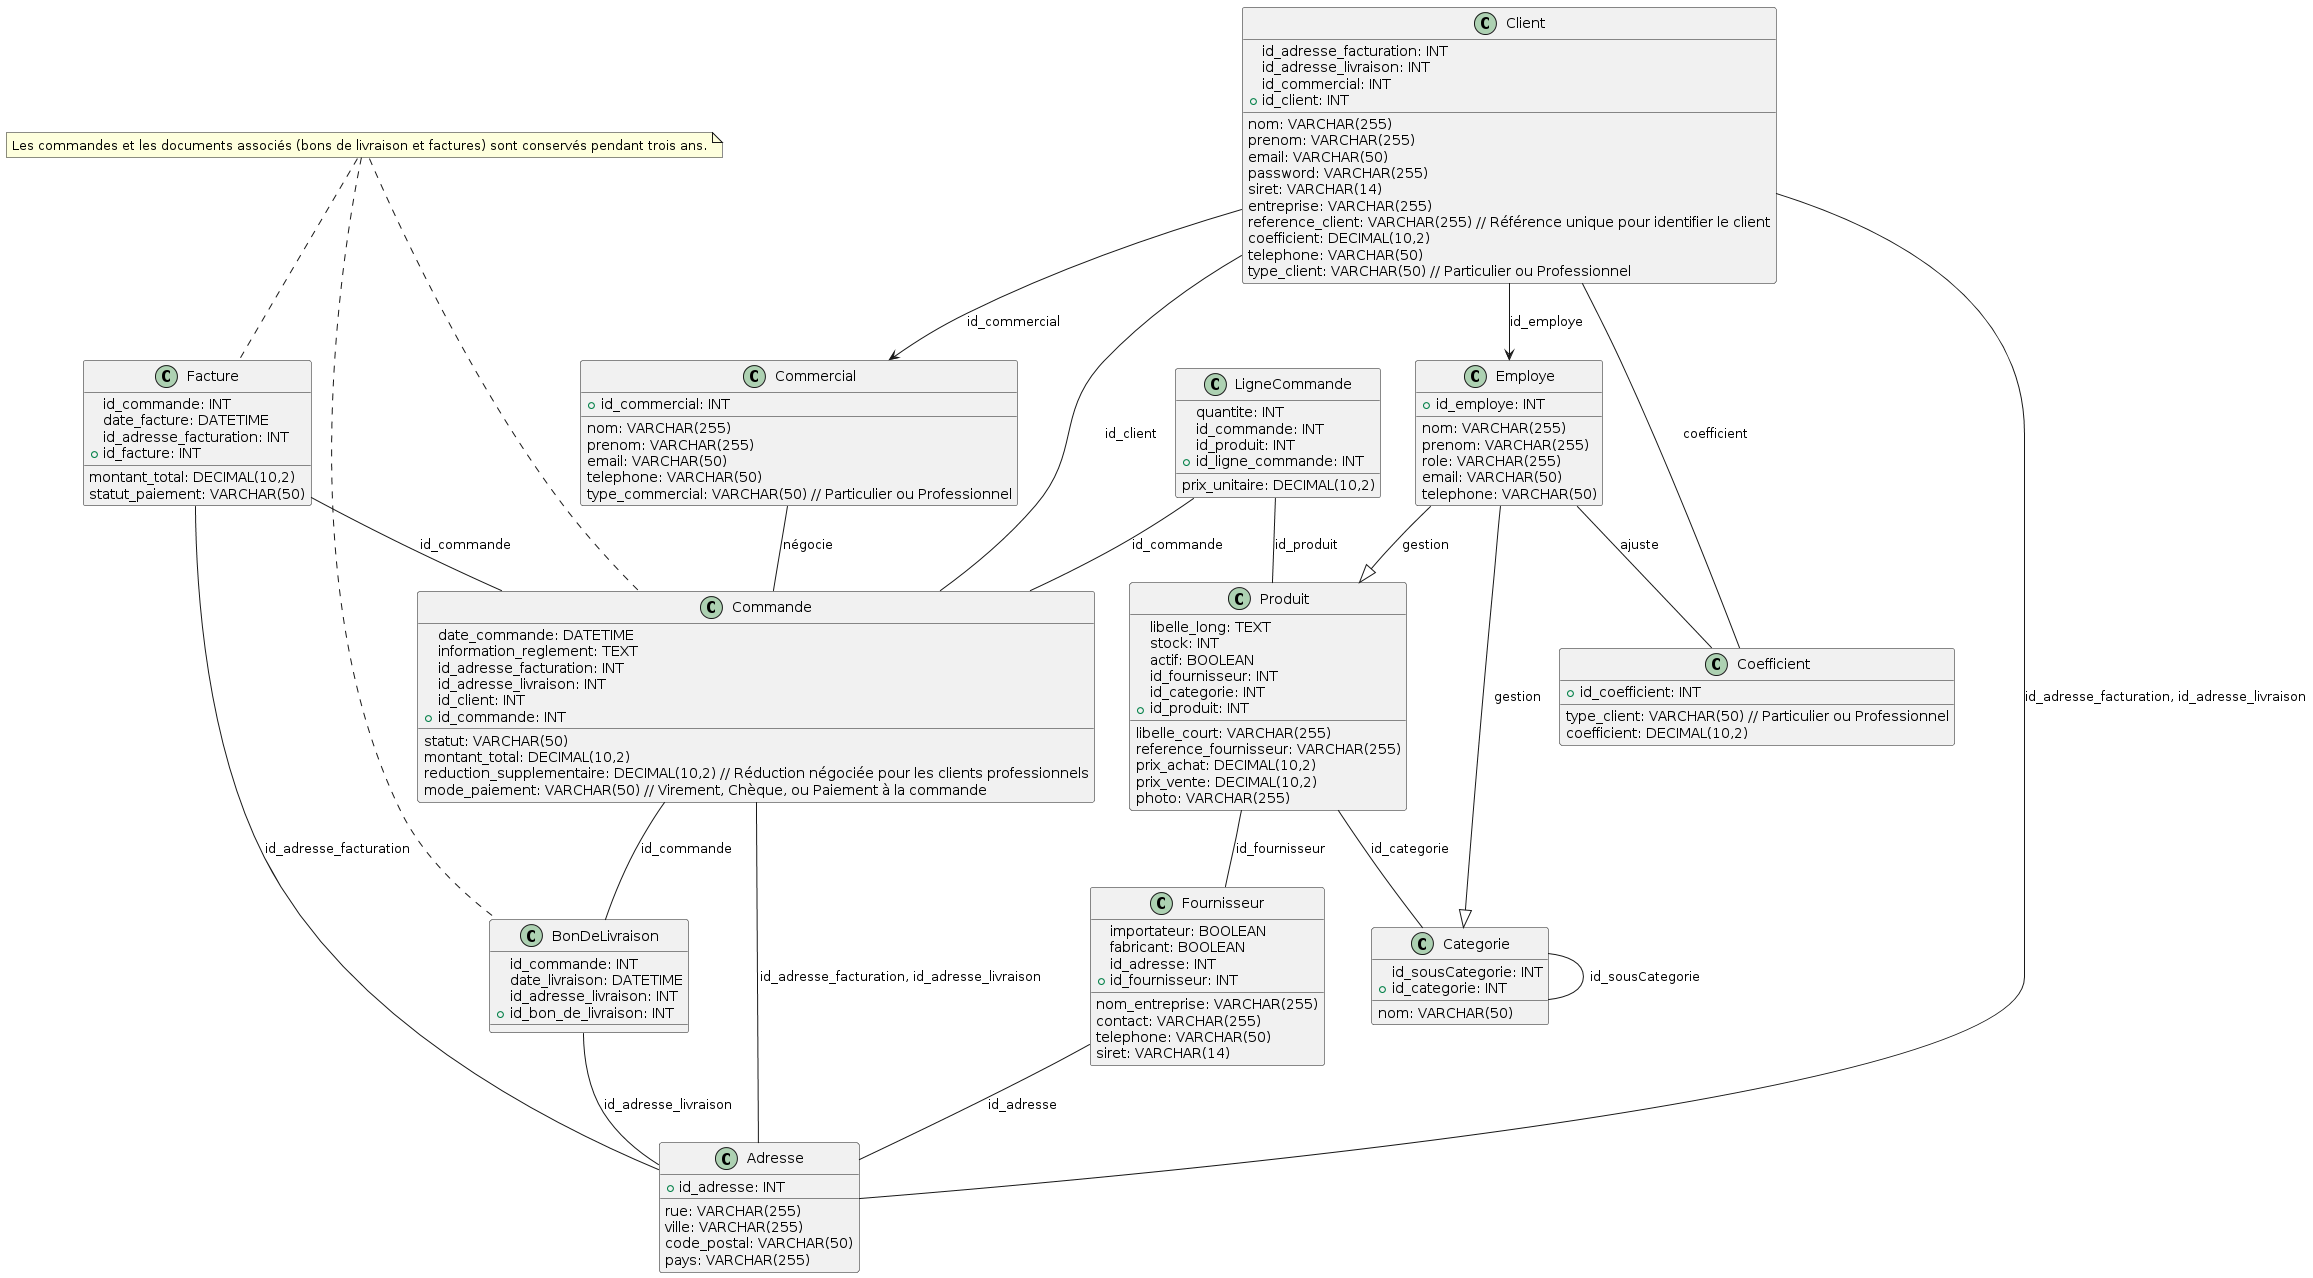 C Client
id_adresse_facturation: INT
id_adresse_livraison: INT
id_commercial: INT
id_client: INT
nom: VARCHAR(255)
prenom: VARCHAR(255)
email: VARCHAR(50)
password: VARCHAR(255)
siret: VARCHAR(14)
entreprise: VARCHAR(255)
reference_client: VARCHAR(255) // Référence unique pour identifier le client
coefficient: DECIMAL(10,2)
telephone: VARCHAR(50)
type_client: VARCHAR(50) // Particulier ou Professionnel
Les commandes et les documents associés (bons de livraison et factures) sont conservés pendant trois ans.
id_commercial
id_employe
C Facture
id_commande: INT
date_facture: DATETIME
id_adresse_facturation: INT
id_facture: INT
montant_total: DECIMAL(10,2)
statut_paiement: VARCHAR(50)
C Commercial
id_commercial: INT
nom: VARCHAR(255)
prenom: VARCHAR(255)
email: VARCHAR(50)
telephone: VARCHAR(50)
type_commercial: VARCHAR(50) // Particulier ou Professionnel
id_client
C LigneCommande
quantite: INT
id_commande: INT
id_produit: INT
id_ligne_commande: INT
prix_unitaire: DECIMAL(10,2)
C Employe
id_employe: INT
nom: VARCHAR(255)
prenom: VARCHAR(255)
role: VARCHAR(255)
email: VARCHAR(50)
telephone: VARCHAR(50)
coefficient
id_commande
négocie
id_commande
id_produit
gestion
ajuste
C Commande
date_commande: DATETIME
information_reglement: TEXT
id_adresse_facturation: INT
id_adresse_livraison: INT
id_client: INT
id_commande: INT
statut: VARCHAR(50)
montant_total: DECIMAL(10,2)
reduction_supplementaire: DECIMAL(10,2) // Réduction négociée pour les clients professionnels
mode_paiement: VARCHAR(50) // Virement, Chèque, ou Paiement à la commande
C Produit
libelle_long: TEXT
stock: INT
actif: BOOLEAN
id_fournisseur: INT
id_categorie: INT
id_produit: INT
libelle_court: VARCHAR(255)
reference_fournisseur: VARCHAR(255)
prix_achat: DECIMAL(10,2)
prix_vente: DECIMAL(10,2)
photo: VARCHAR(255)
gestion
C Coefficient
id_coefficient: INT
type_client: VARCHAR(50) // Particulier ou Professionnel
coefficient: DECIMAL(10,2)
id_adresse_facturation, id_adresse_livraison
id_adresse_facturation
id_commande
id_fournisseur
id_categorie
C BonDeLivraison
id_commande: INT
date_livraison: DATETIME
id_adresse_livraison: INT
id_bon_de_livraison: INT
id_adresse_facturation, id_adresse_livraison
C Fournisseur
importateur: BOOLEAN
fabricant: BOOLEAN
id_adresse: INT
id_fournisseur: INT
nom_entreprise: VARCHAR(255)
contact: VARCHAR(255)
telephone: VARCHAR(50)
siret: VARCHAR(14)
C Categorie
id_sousCategorie: INT
id_categorie: INT
nom: VARCHAR(50)
id_sousCategorie
id_adresse_livraison
id_adresse
C Adresse
id_adresse: INT
rue: VARCHAR(255)
ville: VARCHAR(255)
code_postal: VARCHAR(50)
pays: VARCHAR(255)